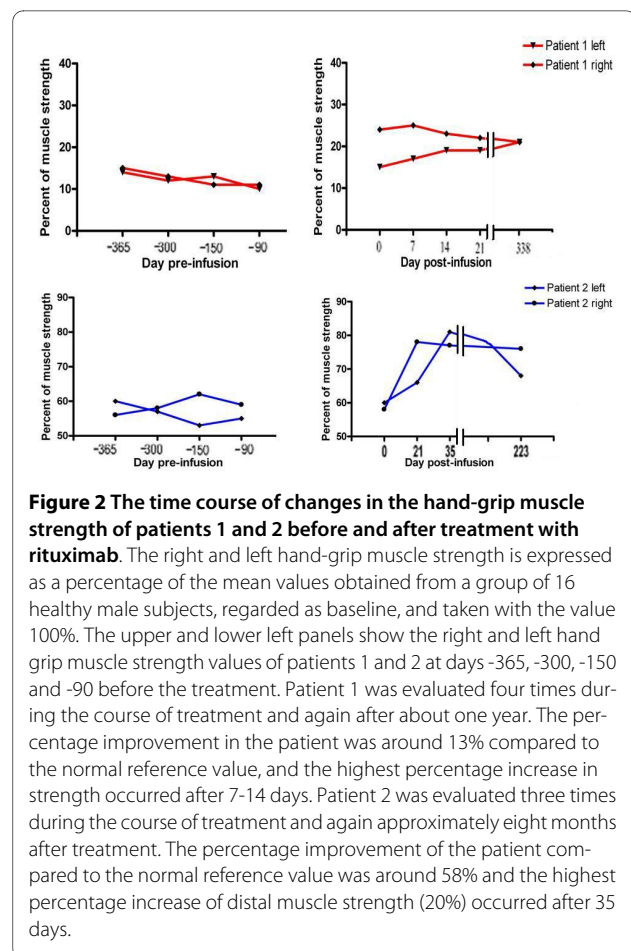 Patient 1 left
Patient 1 right
Percent of muscle strength
40
30
20
10
0
-365
-300
-150
-90
Day pre-infusion
Percent of muscle strength
40
30
20
10
0
0
7
14
21
338
Day post-infusion
Patient 2 left
Patient 2 right
Percent of muscle strength
90
80
70
60
50
-365
-300
-150
-90
Day pre-infusion
Percent of muscle strength
90
80
70
60
50
0
21
35
223
Day post-infusion
Figure 2 The time course of changes in the hand-grip muscle
strength of patients 1 and 2 before and after treatment with
rituximab. The right and left hand-grip muscle strength is expressed
as a percentage of the mean values obtained from a group of 16
healthy male subjects, regarded as baseline, and taken with the value
100%. The upper and lower left panels show the right and left hand
grip muscle strength values of patients 1 and 2 at days -365, -300, -150
and -90 before the treatment. Patient 1 was evaluated four times dur-
ing the course of treatment and again after about one year. The per-
centage improvement in the patient was around 13% compared to
the normal reference value, and the highest percentage increase in
strength occurred after 7-14 days. Patient 2 was evaluated three times
during the course of treatment and again approximately eight months
after treatment. The percentage improvement of the patient com-
pared to the normal reference value was around 58% and the highest
percentage increase of distal muscle strength (20%) occurred after 35
days.